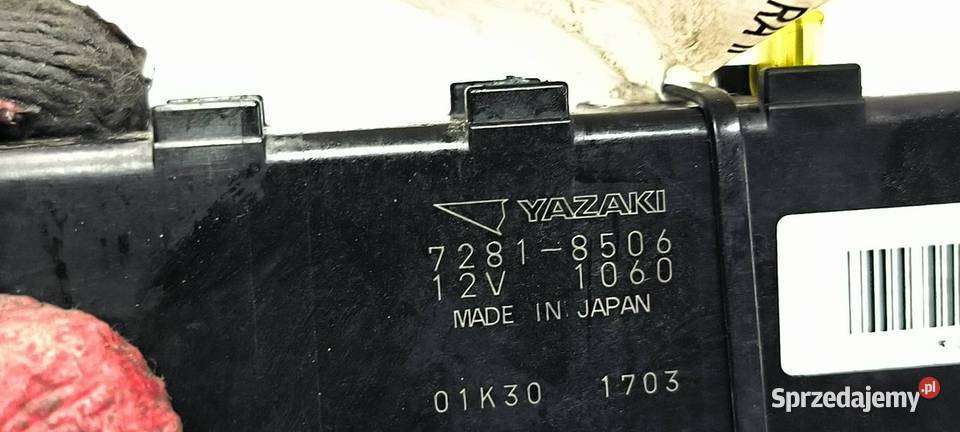 YAZAKI
7281-8506
12V 1060
MADE IN JAPAN
01K30 1703
Sprzedajemy.pl